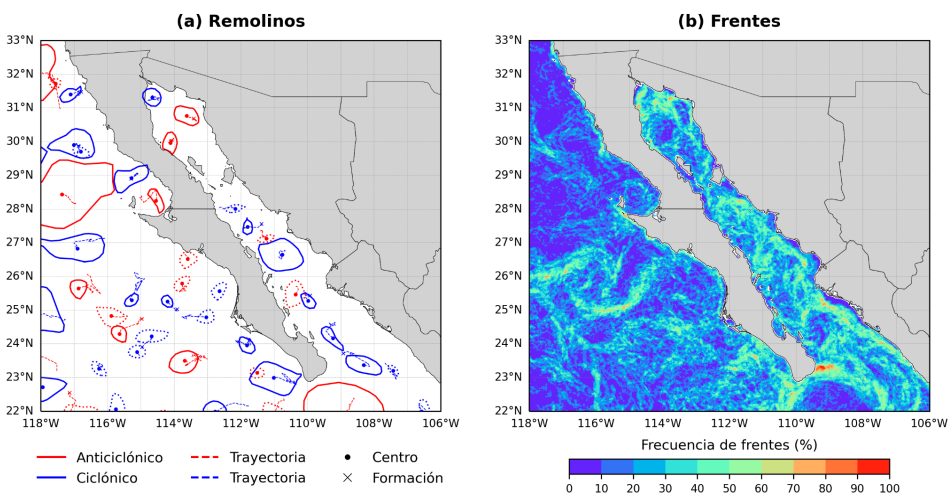 (a) Remolinos
(b) Frentes
33°N
32°N
31°N
30°N
29°N
28°N
27°N
26°N
25°N
24°N
23°N
22°N
118°W
116°W
114°W
112°W
110°W
108°W
106°W
33°N
32°N
31°N
30°N
29°N
28°N
27°N
26°N
25°N
24°N
23°N
22°N
118°W
116°W
114°W
112°W
110°W
108°W
106°W
Anticiclónico
Trayectoria
Centro
Ciclónico
Trayectoria
Formación
Frecuencia de frentes (%)
0 10 20 30 40 50 60 70 80 90 100